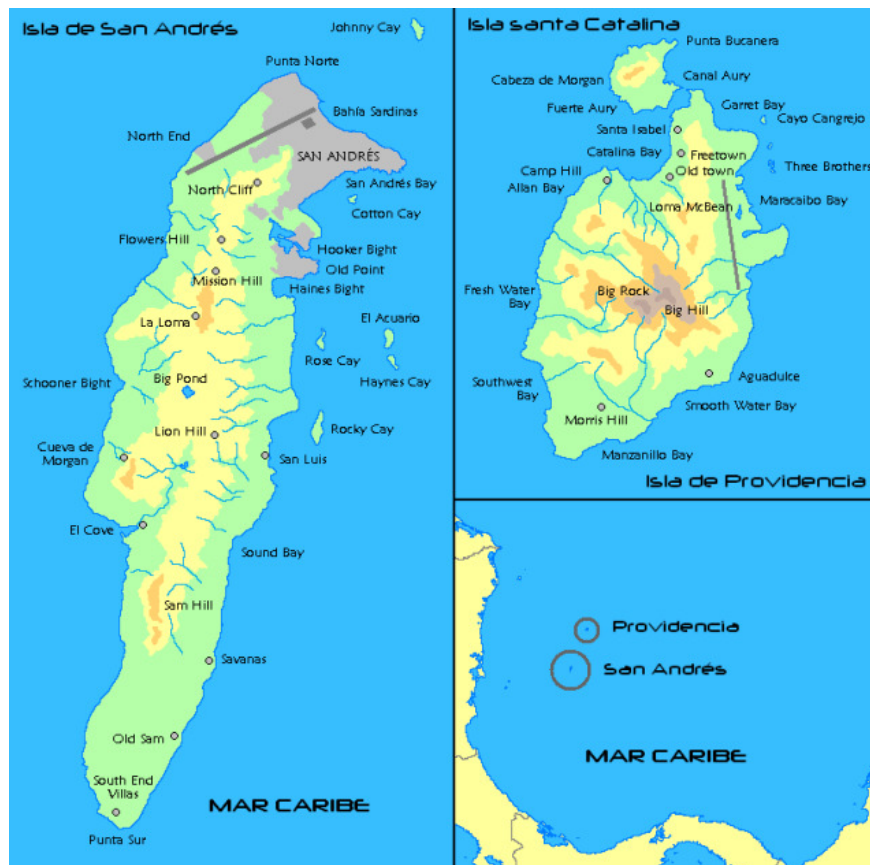 Isla de San Andrés
Johnny Cay
Punta Norte
Bahía Sardinas
North End
SAN ANDRÉS
San Andrés Bay
North Cliff
Cotton Cay
Flowers Hill
Hooker Bight
Old Point
Mission Hill
Haines Bight
La Loma
El Acuario
Rose Cay
Haynes Cay
Schooner Bight
Big Pond
Rocky Cay
Lion Hill
Cueva de
Morgan
San Luis
El Cove
Sound Bay
Sam Hill
Savanas
Old Sam
South End
Villas
Punta Sur
MAR CARIBE
Isla santa Catalina
Punta Bucanera
Cabeza de Morgan
Canal Aury
Fuerte Aury
Garret Bay
Cayo Cangrejo
Santa Isabel
Catalina Bay
Freetown
Camp Hill
Old town
Three Brothers
Allan Bay
Loma McBean
Maracaibo Bay
Fresh Water
Bay
Big Rock
Big Hill
Southwest
Bay
Aguadulce
Smooth Water Bay
Morris Hill
Manzanillo Bay
Isla de Providencia
Providencia
San Andrés
MAR CARIBE